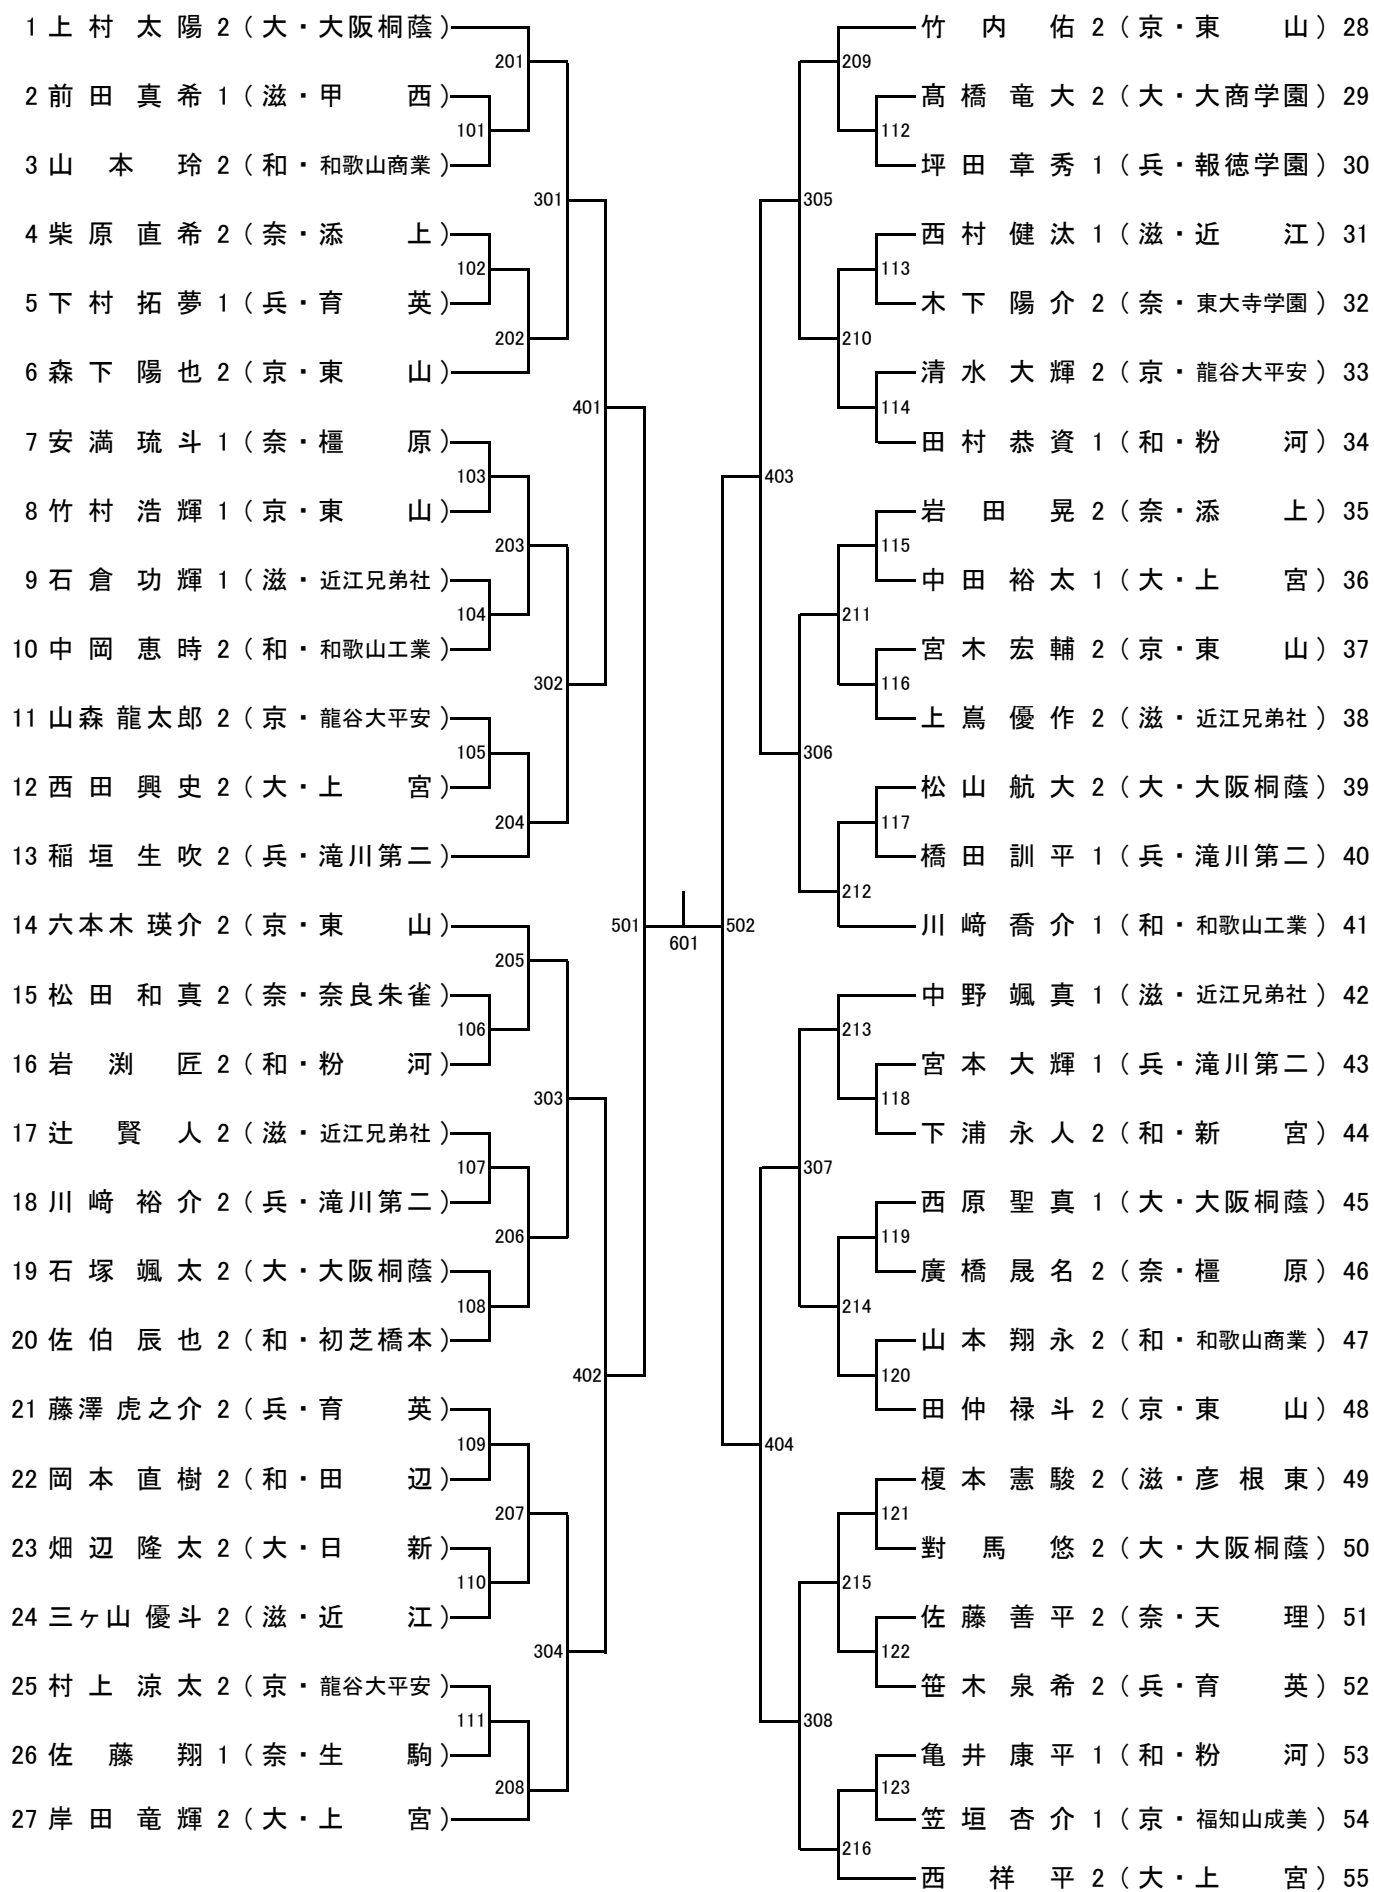 1 上村 太陽 2 (大・大阪桐蔭)
201
2 前田 真希 1 (滋・甲西)
101
3 山本 玲 2 (和・和歌山商業)
301
4 柴原 直希 2 (奈・添上)
102
5 下村 拓夢 1 (兵・育英)
202
6 森下 陽也 2 (京・東山)
401
7 安満 琉斗 1 (奈・橿原)
103
8 竹村 浩輝 1 (京・東山)
203
9 石倉 功輝 1 (滋・近江兄弟社)
104
10 中岡 恵時 2 (和・和歌山工業)
302
11 山森 龍太郎 2 (京・龍谷大平安)
105
12 西田 興史 2 (大・上宮)
204
13 稲垣 生吹 2 (兵・滝川第二)
14 六本木 瑛介 2 (京・東山)
501
205
15 松田 和真 2 (奈・奈良朱雀)
106
16 岩渕 匠 2 (和・粉河)
303
17 辻 賢人 2 (滋・近江兄弟社)
107
18 川﨑 裕介 2 (兵・滝川第二)
206
19 石塚 颯太 2 (大・大阪桐蔭)
108
20 佐伯 辰也 2 (和・初芝橋本)
402
21 藤澤 虎之介 2 (兵・育英)
109
22 岡本 直樹 2 (和・田辺)
207
23 畑辺 隆太 2 (大・日新)
110
24 三ヶ山 優斗 2 (滋・近江)
304
25 村上 涼太 2 (京・龍谷大平安)
111
26 佐藤 翔 1 (奈・生駒)
208
27 岸田 竜輝 2 (大・上宮)
601
竹内 佑 2 (京・東山) 28
209
髙橋 竜大 2 (大・大商学園) 29
112
坪田 章秀 1 (兵・報徳学園) 30
305
西村 健汰 1 (滋・近江) 31
113
木下 陽介 2 (奈・東大寺学園) 32
210
清水 大輝 2 (京・龍谷大平安) 33
114
田村 恭資 1 (和・粉河) 34
403
岩田 晃 2 (奈・添上) 35
115
中田 裕太 1 (大・上宮) 36
211
宮木 宏輔 2 (京・東山) 37
116
上嶌 優作 2 (滋・近江兄弟社) 38
306
松山 航大 2 (大・大阪桐蔭) 39
117
橋田 訓平 1 (兵・滝川第二) 40
212
川﨑 喬介 1 (和・和歌山工業) 41
502
中野 颯真 1 (滋・近江兄弟社) 42
213
宮本 大輝 1 (兵・滝川第二) 43
118
下浦 永人 2 (和・新宮) 44
307
西原 聖真 1 (大・大阪桐蔭) 45
119
廣橋 晟名 2 (奈・橿原) 46
214
山本 翔永 2 (和・和歌山商業) 47
120
田仲 禄斗 2 (京・東山) 48
404
榎本 憲駿 2 (滋・彦根東) 49
121
對馬 悠 2 (大・大阪桐蔭) 50
215
佐藤 善平 2 (奈・天理) 51
122
笹木 泉希 2 (兵・育英) 52
308
亀井 康平 1 (和・粉河) 53
123
笠垣 杏介 1 (京・福知山成美) 54
216
西 祥平 2 (大・上宮) 55